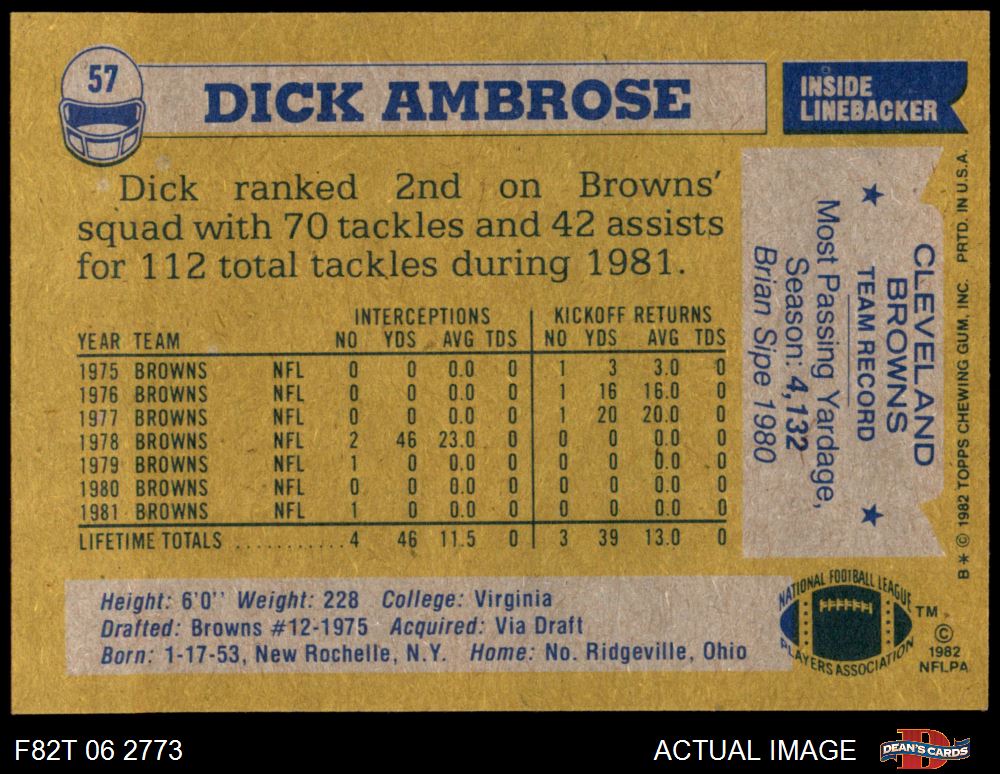 57
DICK AMBROSE
INSIDE
LINEBACKER
Dick ranked 2nd on Browns'
squad with 70 tackles and 42 assists
for 112 total tackles during 1981.
INTERCEPTIONS KICKOFF RETURNS
YEAR TEAM NO YDS AVG TDS NO YDS AVG TDS
1975 BROWNS NFL 0 0 0.0 0 1 3 3.0 0
1976 BROWNS NFL 0 0 0.0 0 1 16 16.0 0
1977 BROWNS NFL 0 0 0.0 0 1 20 20.0 0
1978 BROWNS NFL 2 46 23.0 0 0 0 0.0 0
1979 BROWNS NFL 1 0 0.0 0 0 0 0.0 0
1980 BROWNS NFL 0 0 0.0 0 0 0 0.0 0
1981 BROWNS NFL 1 0 0.0 0 0 0 0.0 0
LIFETIME TOTALS ............4 46 11.5 0 3 39 13.0 0
CLEVELAND
BROWNS
TEAM RECORD
Most Passing Yardage,
Season: 4,132
Brian Sipe 1980
B * © 1982 TOPPS CHEWING GUM, INC. PRTD. IN U.S.A.
Height: 6'0" Weight: 228 College: Virginia
Drafted: Browns #12-1975 Acquired: Via Draft
Born: 1-17-53, New Rochelle, N.Y. Home: No. Ridgeville, Ohio
NATIONAL FOOTBALL LEAGUE
PLAYERS ASSOCIATION
TM
©
1982
NFLPA
F82T 06 2773
ACTUAL IMAGE
DEAN'S CARDS